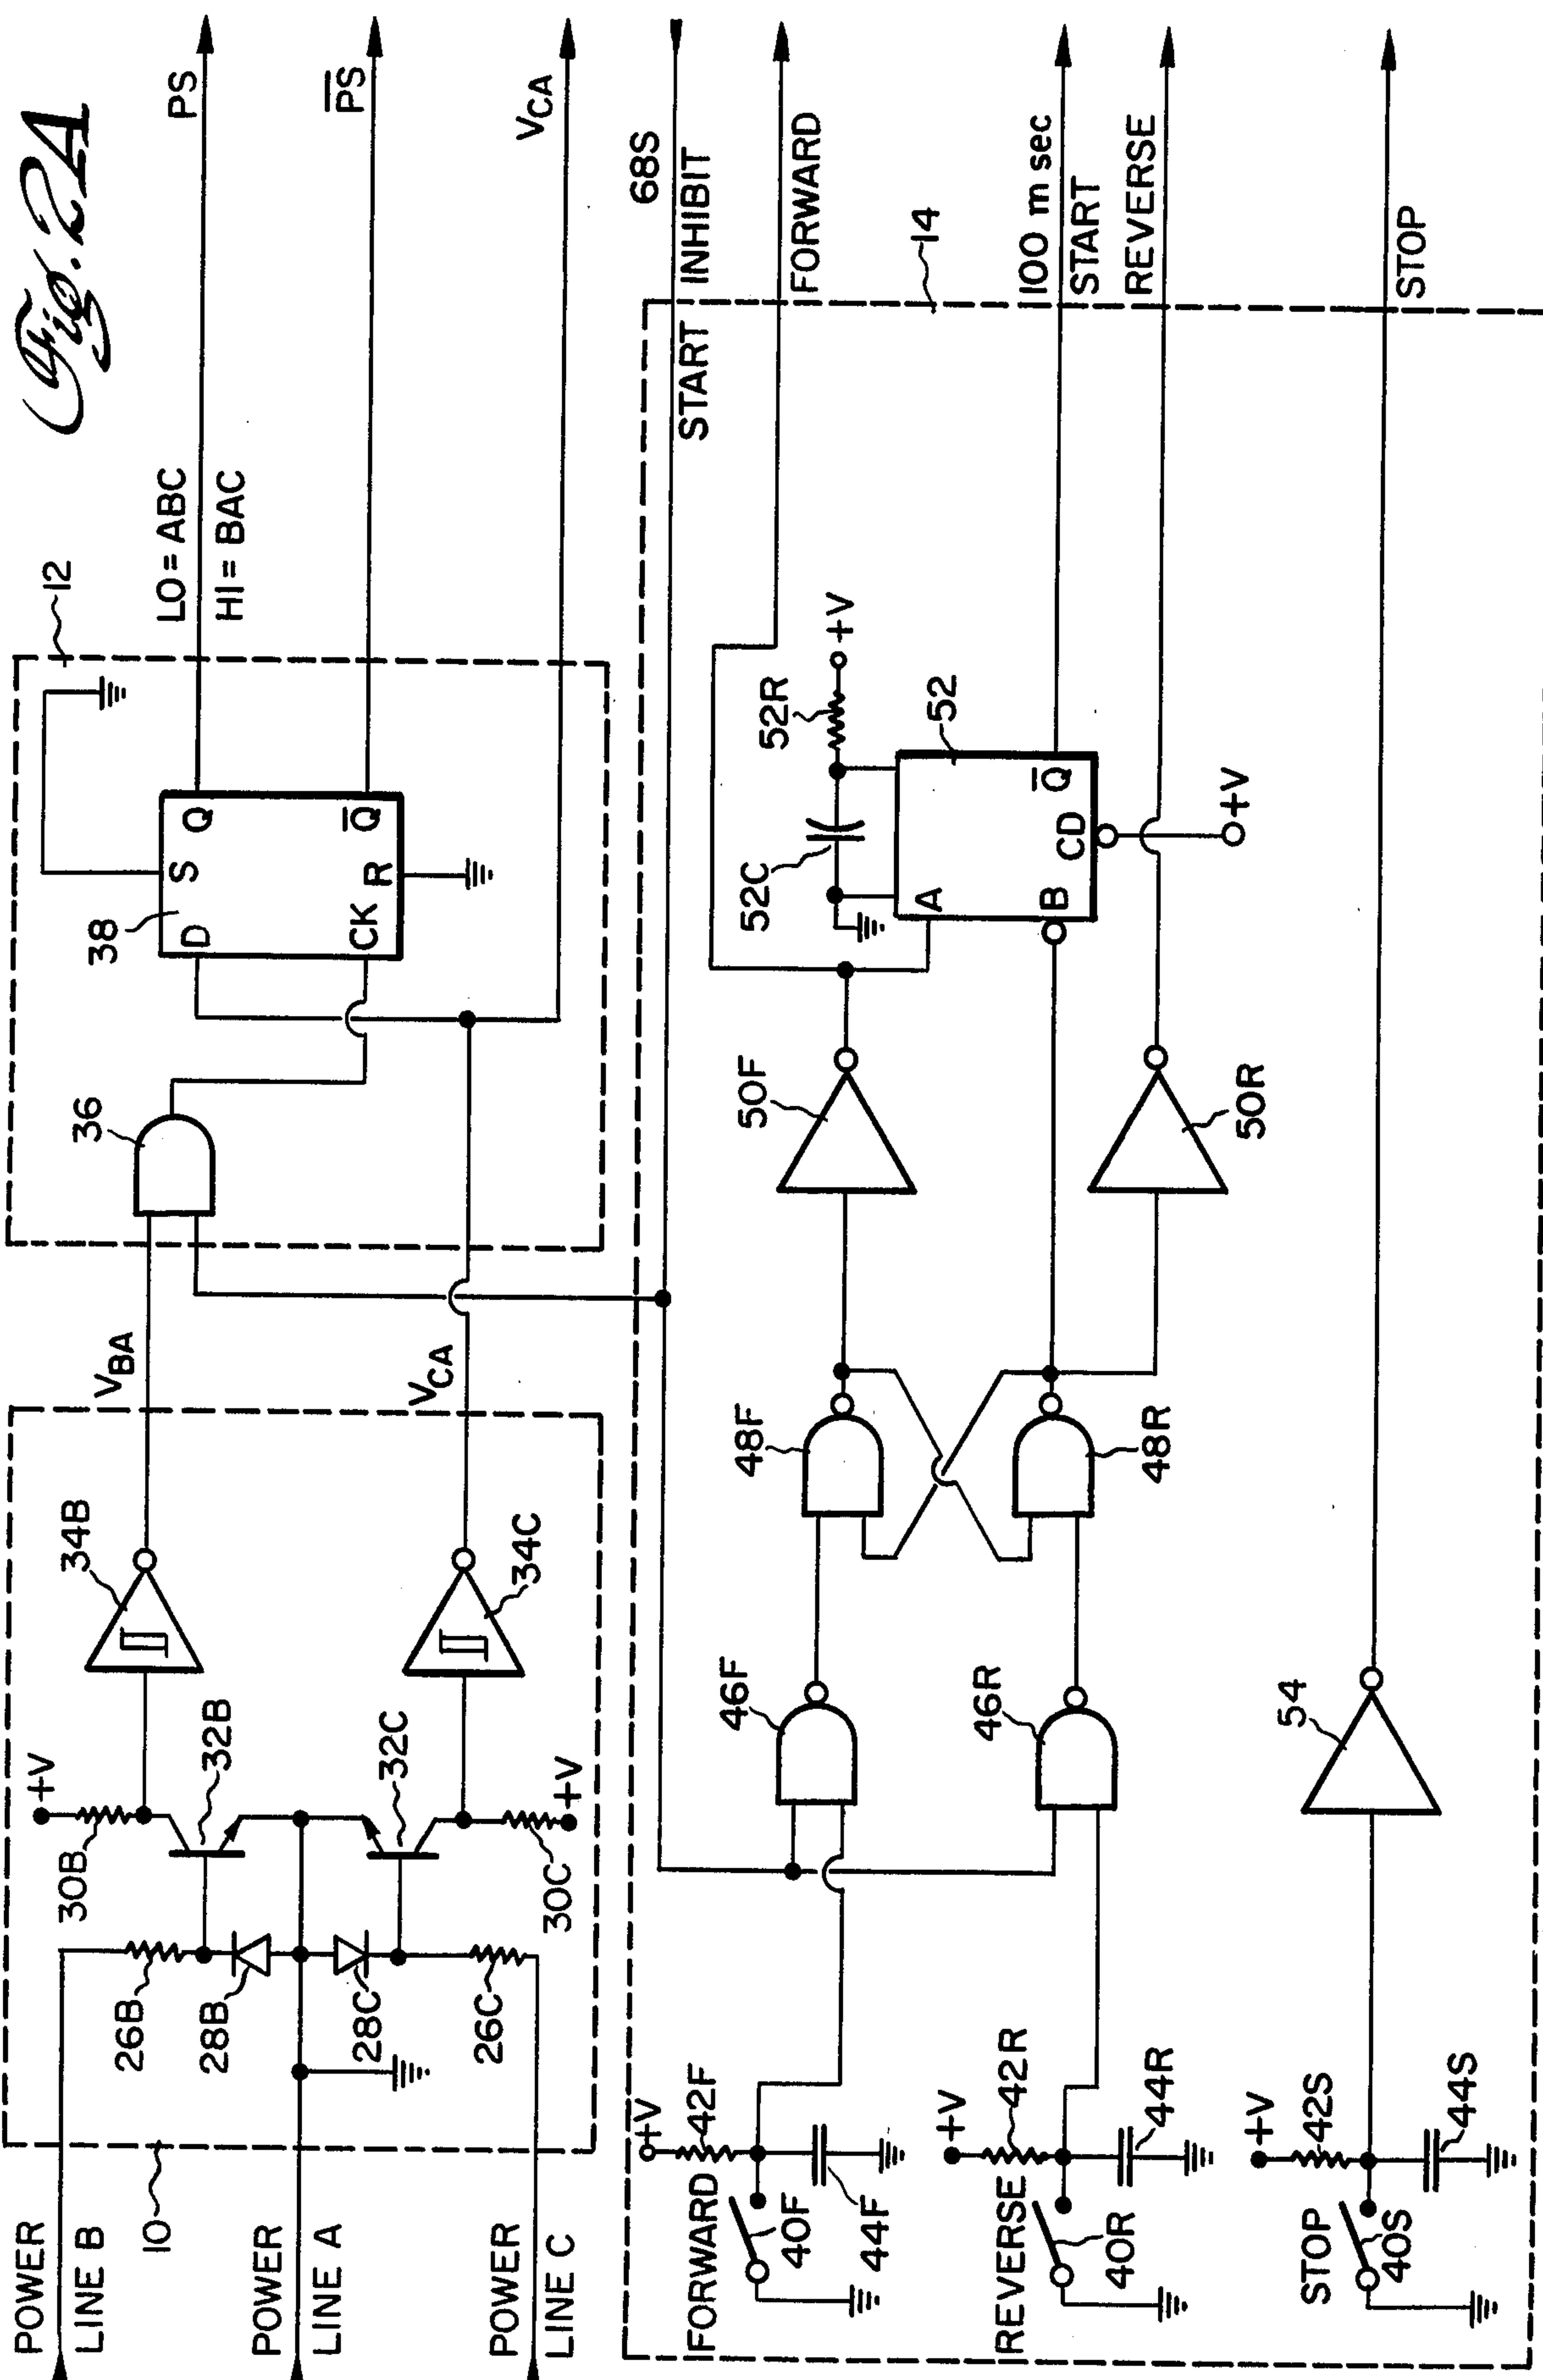 Fig. 2A
POWER
LINE B
10
POWER
LINE A
POWER
LINE C
26B
28B
28C
26C
+V
30B
32B
32C
30C
+V
34B
34C
VBA
VCA
12
36
38
D
S
Q
CK
R
Q̅
LO = ABC
HI = BAC
PS
P̅S̅
VCA
68S
START INHIBIT
14
FORWARD
+V
42F
40F
44F
REVERSE
+V
42R
40R
44R
STOP
+V
42S
40S
44S
46F
46R
48F
48R
50F
50R
54
52C
52R
+V
52
A
B
Q̅
CD
+V
FORWARD
100 m sec
START
REVERSE
STOP